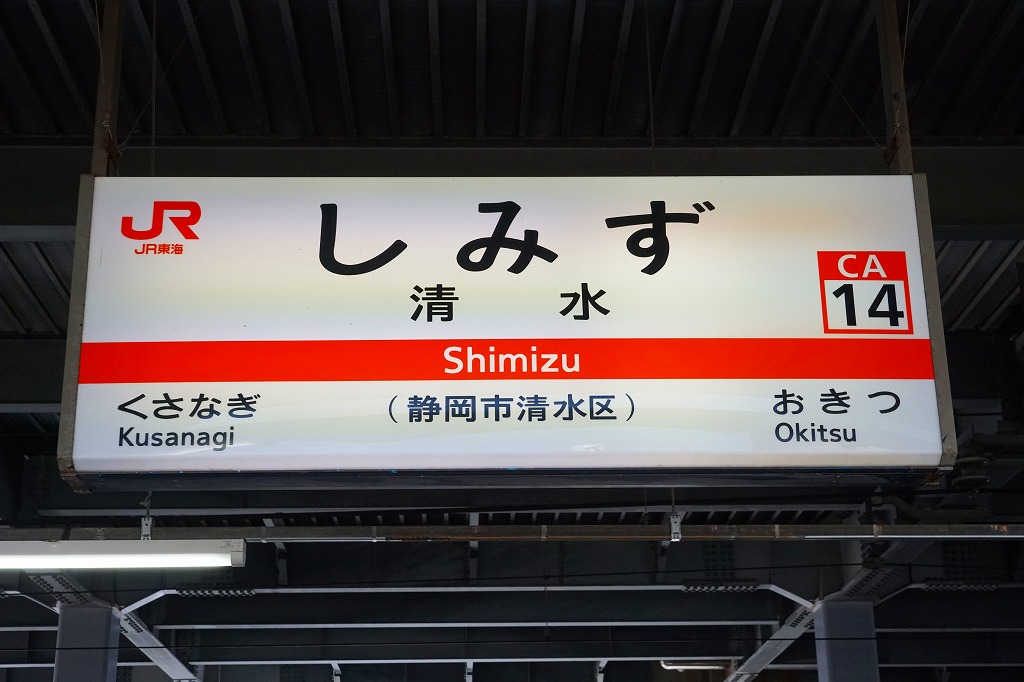 JR
JR東海
しみず
清水
CA
14
Shimizu
くさなぎ
Kusanagi
(静岡市清水区)
おきつ
Okitsu